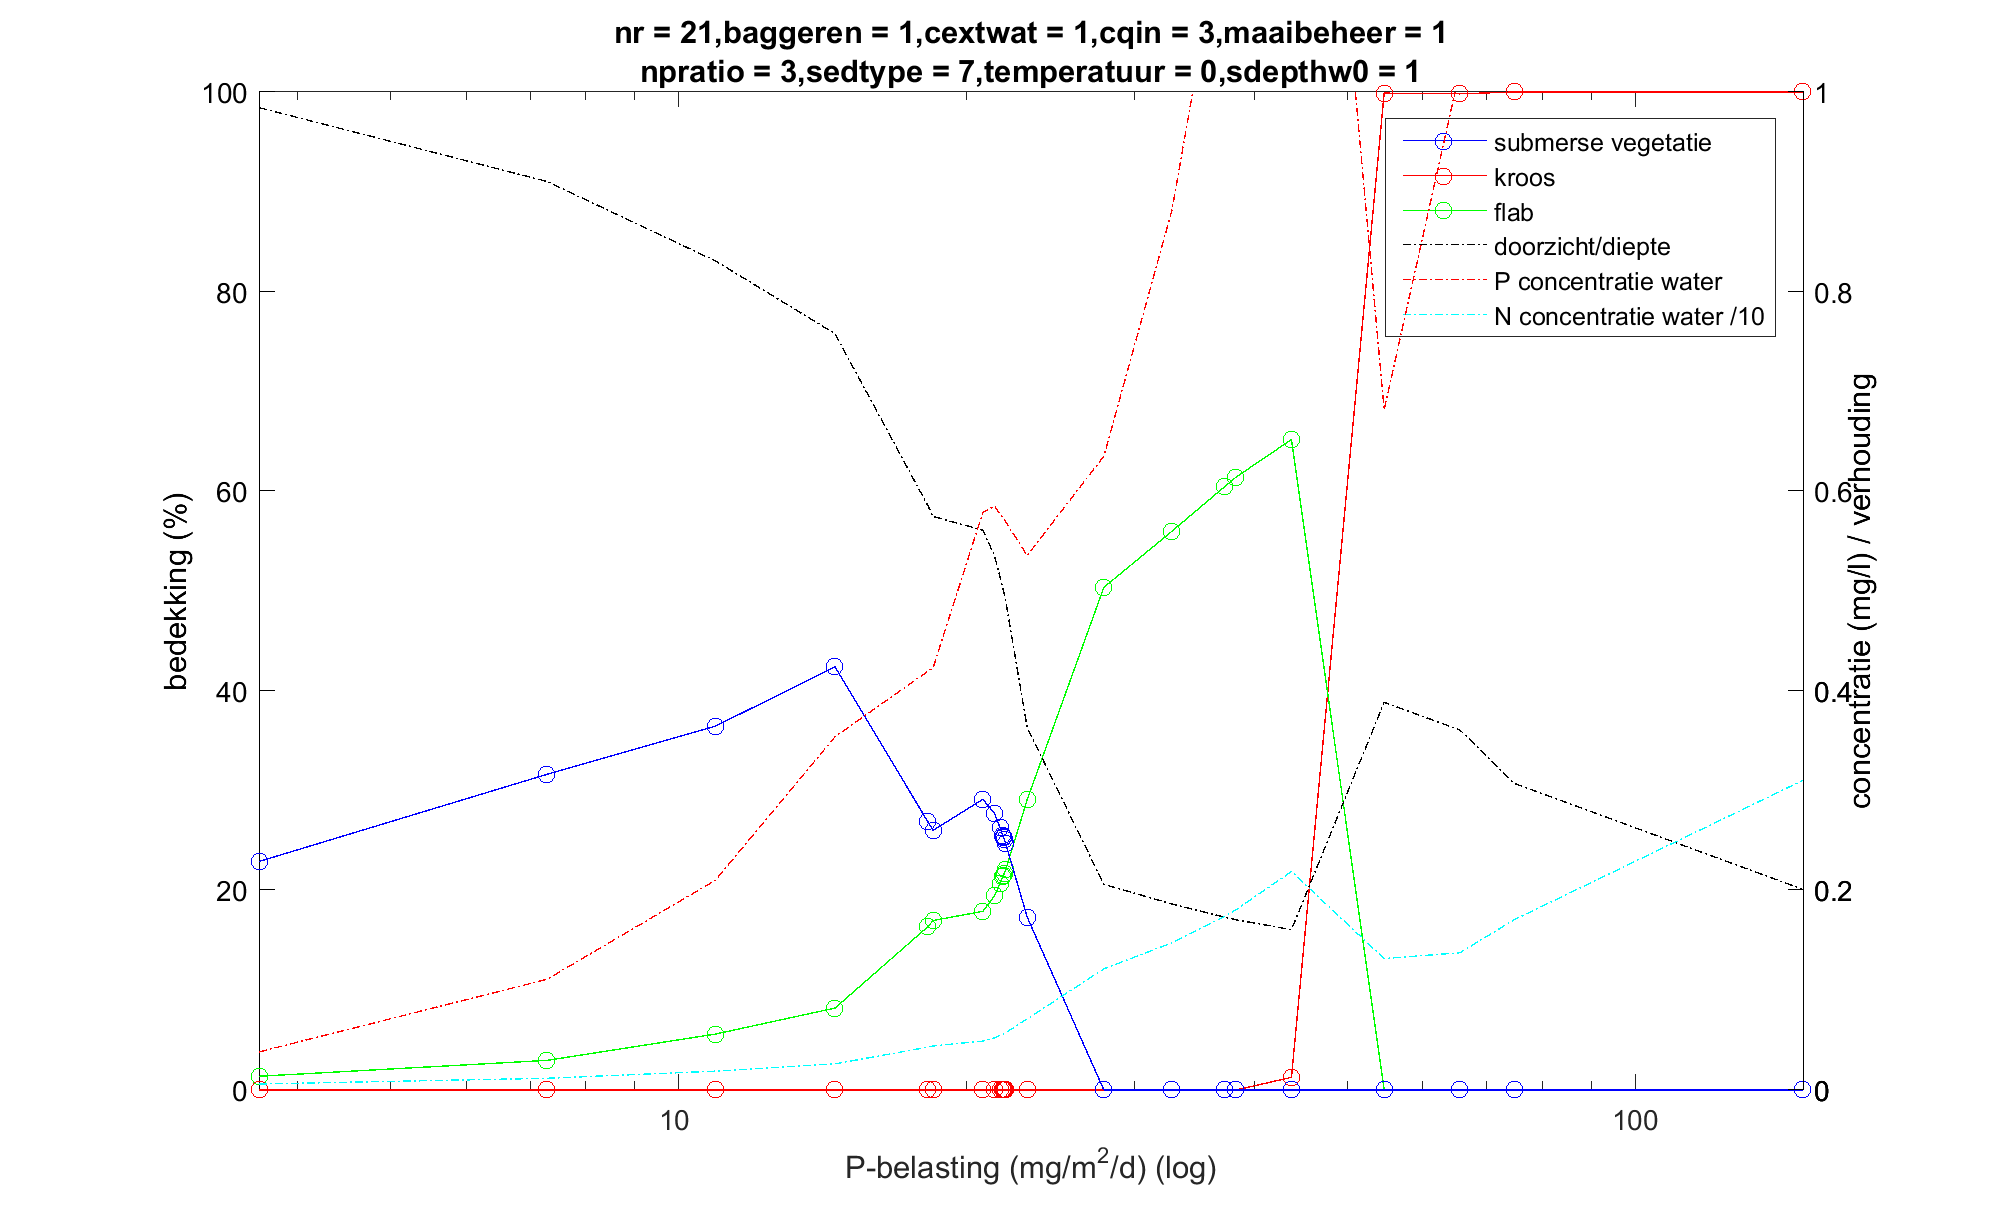 nr = 21,baggeren = 1,cextwat = 1,cqin = 3,maaibeheer = 1
npratio = 3,sedtype = 7,temperatuur = 0,sdepthw0 = 1
100
80
60
40
20
0
bedekking (%)
1
0.8
0.6
0.4
0.2
0
concentratie (mg/l) / verhouding
submerse vegetatie
kroos
flab
doorzicht/diepte
P concentratie water
N concentratie water /10
10
100
P-belasting (mg/m²/d) (log)